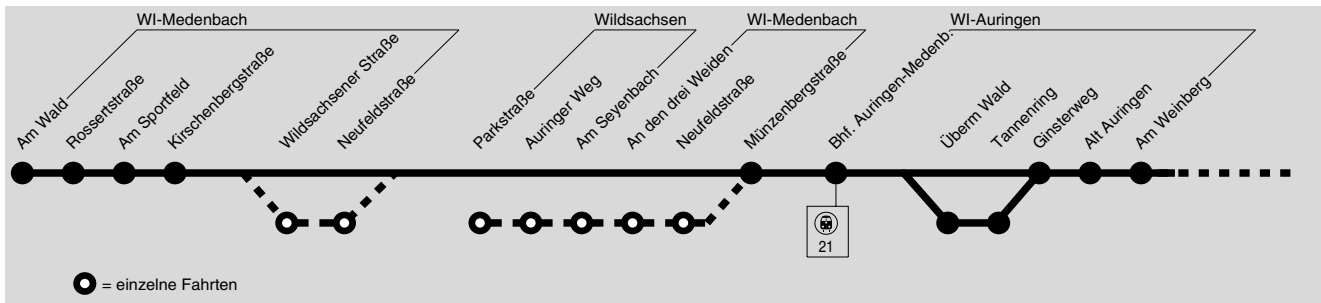 WI-Medenbach
Wildsachsen
WI-Medenbach
WI-Auringen
Am Wald
Rossertstraße
Am Sportfeld
Kirschenbergstraße
Wildsachsener Straße
Neufeldstraße
Parkstraße
Auringer Weg
Am Seyenbach
An den drei Weiden
Neufeldstraße
Münzenbergstraße
Bhf. Auringen-Medenb.
Überm Wald
Tannenring
Ginsterweg
Alt Auringen
Am Weinberg
21
= einzelne Fahrten